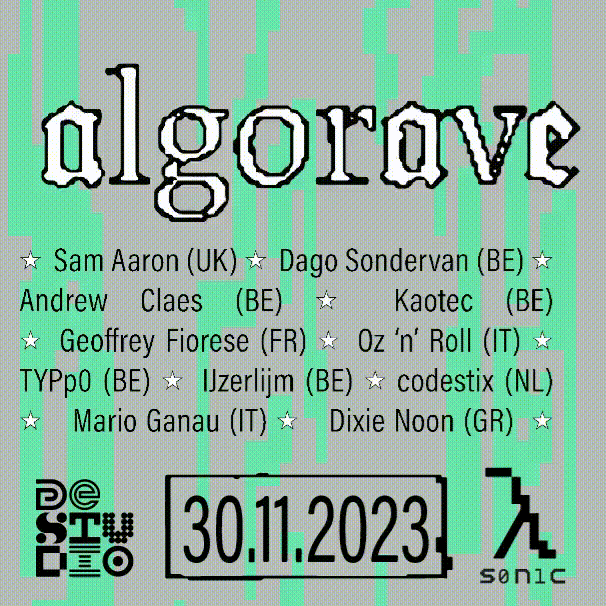 algorave
☆ Sam Aaron (UK) ☆ Dago Sondervan (BE) ☆
Andrew Claes (BE) ☆ Kaotec (BE)
☆ Geoffrey Fiorese (FR) ☆ Oz ‘n’ Roll (IT) ☆
TYPp0 (BE) ☆ IJzerlijm (BE) ☆ codestix (NL)
☆ Mario Ganau (IT) ☆ Dixie Noon (GR) ☆
De
STU
DIO
30.11.2023
λ
s0n1c